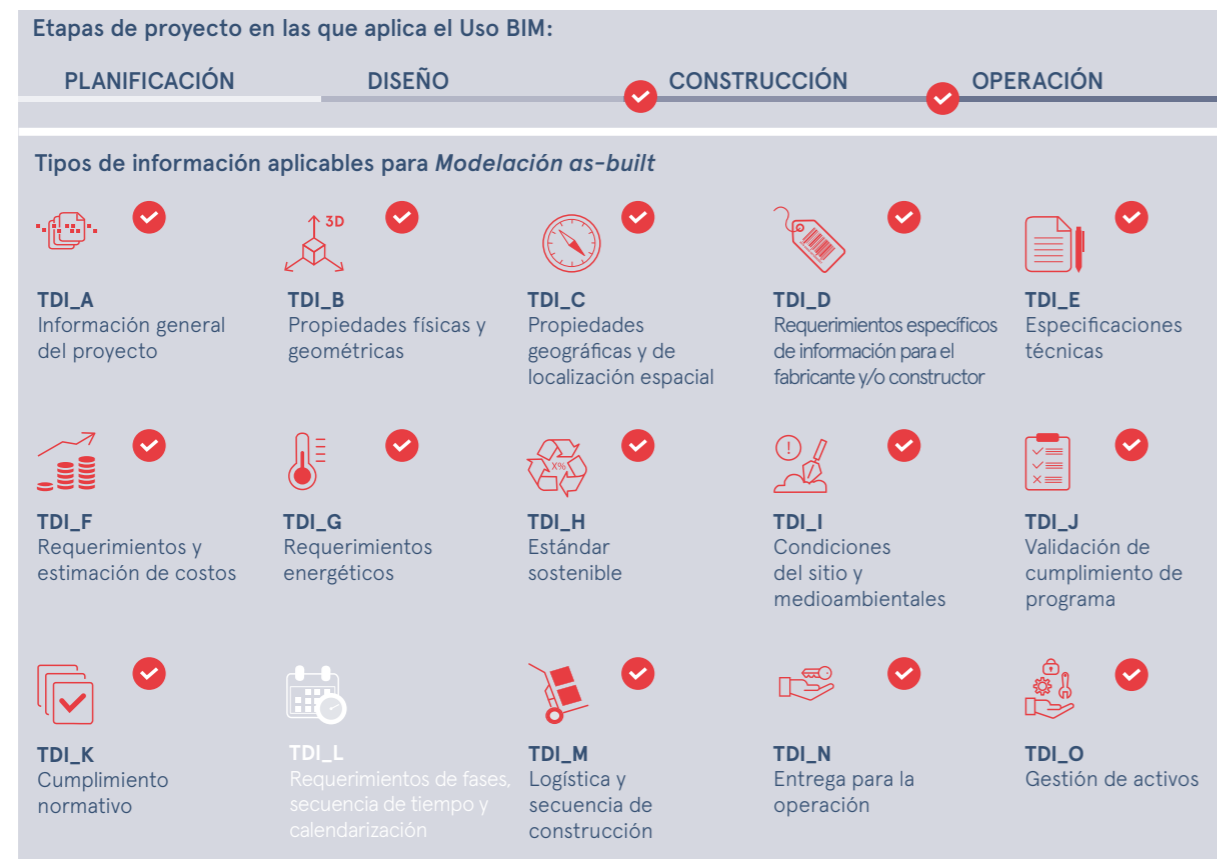 Etapas de proyecto en las que aplica el Uso BIM:
PLANIFICACIÓN DISEÑO CONSTRUCCIÓN OPERACIÓN
Tipos de información aplicables para Modelación as-built
3D
TDI_A
Información general
del proyecto
TDI_B
Propiedades físicas y
geométricas
TDI_C
Propiedades
geográficas y de
localización espacial
TDI_D
Requerimientos específicos
de información para el
fabricante y/o constructor
TDI_E
Especificaciones
técnicas
X%
TDI_F
Requerimientos y
estimación de costos
TDI_G
Requerimientos
energéticos
TDI_H
Estándar
sostenible
TDI_I
Condiciones
del sitio y
medioambientales
TDI_J
Validación de
cumplimiento de
programa
TDI_K
Cumplimiento
normativo
TDI_L
Requerimientos de fases,
secuencia de tiempo y
calendarización
TDI_M
Logística y
secuencia de
construcción
TDI_N
Entrega para la
operación
TDI_O
Gestión de activos